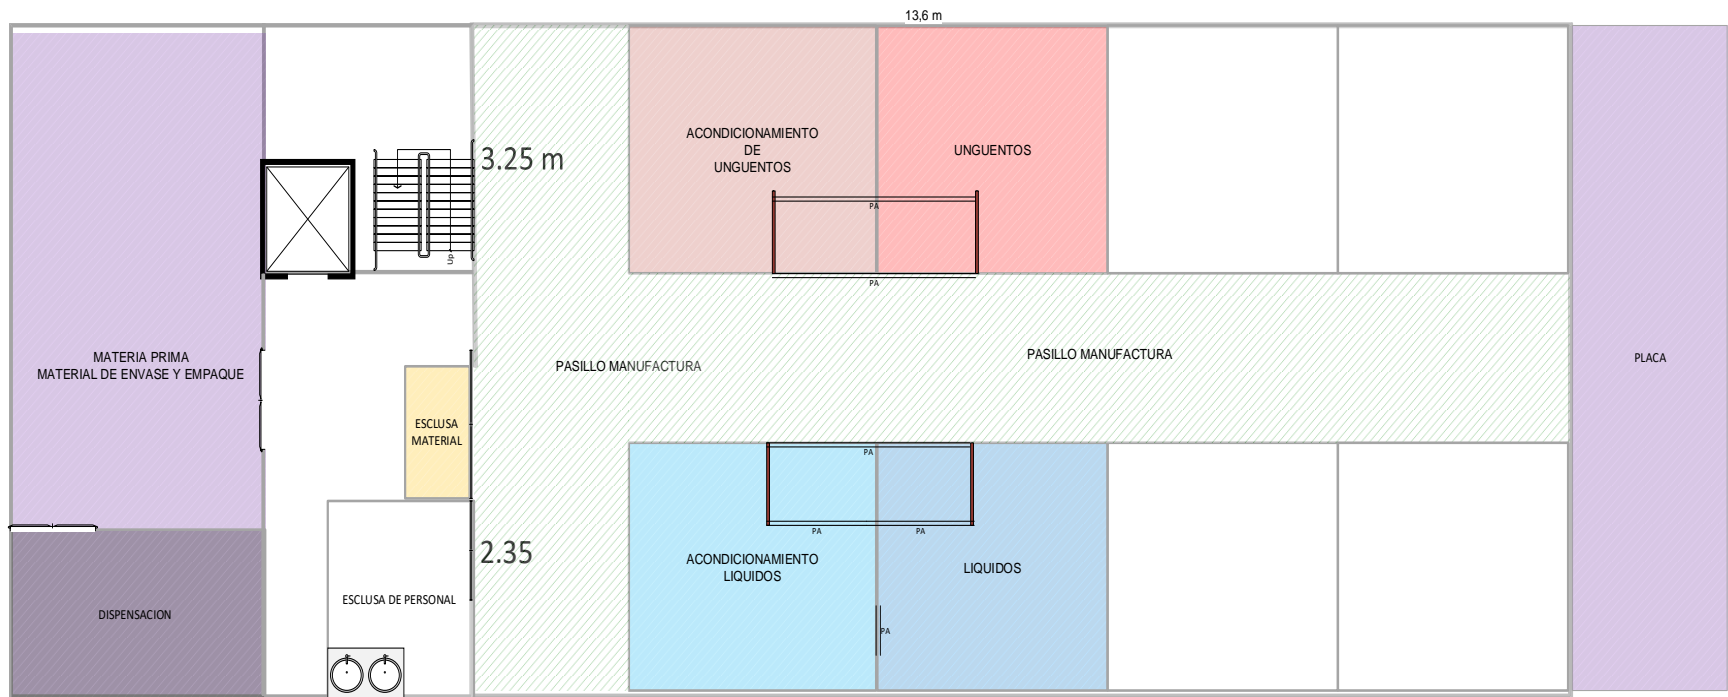 13,6 m
3.25 m
ACONDICIONAMIENTO
DE
UNGUENTOS
UNGUENTOS
PA
Up
PA
MATERIA PRIMA
MATERIAL DE ENVASE Y EMPAQUE
PASILLO MANUFACTURA
PASILLO MANUFACTURA
PLACA
ESCLUSA
MATERIAL
PA
PA
PA
2.35
ACONDICIONAMIENTO
LIQUIDOS
LIQUIDOS
DISPENSACION
ESCLUSA DE PERSONAL
PA